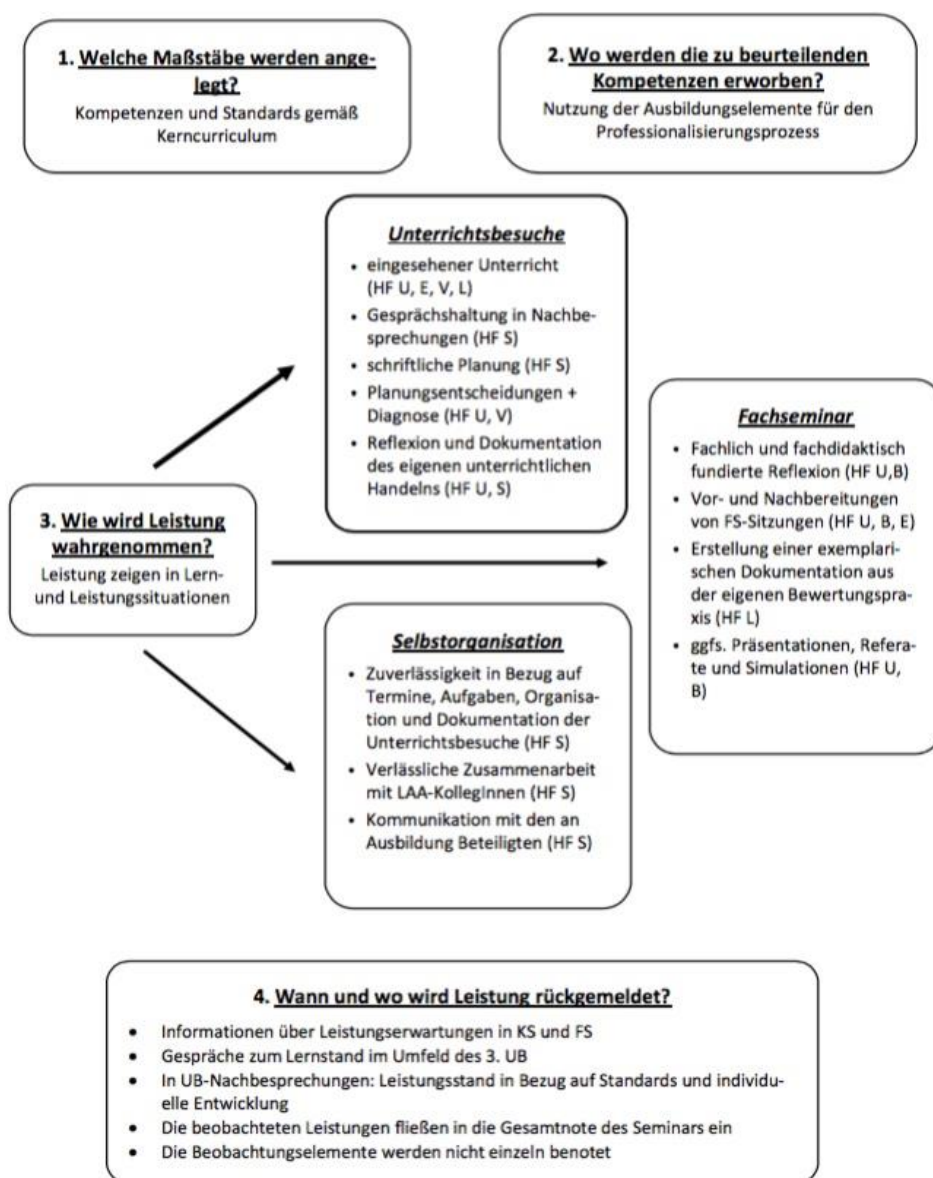 1. Welche Maßstäbe werden ange-
legt?
Kompetenzen und Standards gemäß
Kerncurriculum
2. Wo werden die zu beurteilenden
Kompetenzen erworben?
Nutzung der Ausbildungselemente für den
Professionalisierungsprozess
Unterrichtsbesuche
• eingesehener Unterricht
(HF U, E, V, L)
• Gesprächshaltung in Nachbe-
sprechungen (HF S)
• schriftliche Planung (HF S)
• Planungsentscheidungen +
Diagnose (HF U, V)
• Reflexion und Dokumentation
des eigenen unterrichtlichen
Handelns (HF U, S)
Fachseminar
• Fachlich und fachdidaktisch
fundierte Reflexion (HF U,B)
• Vor- und Nachbereitungen
von FS-Sitzungen (HF U, B, E)
• Erstellung einer exemplari-
schen Dokumentation aus
der eigenen Bewertungspra-
xis (HF L)
• ggfs. Präsentationen, Refera-
te und Simulationen (HF U,
B)
3. Wie wird Leistung
wahrgenommen?
Leistung zeigen in Lern-
und Leistungssituationen
Selbstorganisation
• Zuverlässigkeit in Bezug auf
Termine, Aufgaben, Organisa-
tion und Dokumentation der
Unterrichtsbesuche (HF S)
• Verlässliche Zusammenarbeit
mit LAA-KollegInnen (HF S)
• Kommunikation mit den an
Ausbildung Beteiligten (HF S)
4. Wann und wo wird Leistung rückgemeldet?
• Informationen über Leistungserwartungen in KS und FS
• Gespräche zum Lernstand im Umfeld des 3. UB
• In UB-Nachbesprechungen: Leistungsstand in Bezug auf Standards und individu-
elle Entwicklung
• Die beobachteten Leistungen fließen in die Gesamtnote des Seminars ein
• Die Beobachtungselemente werden nicht einzeln benotet